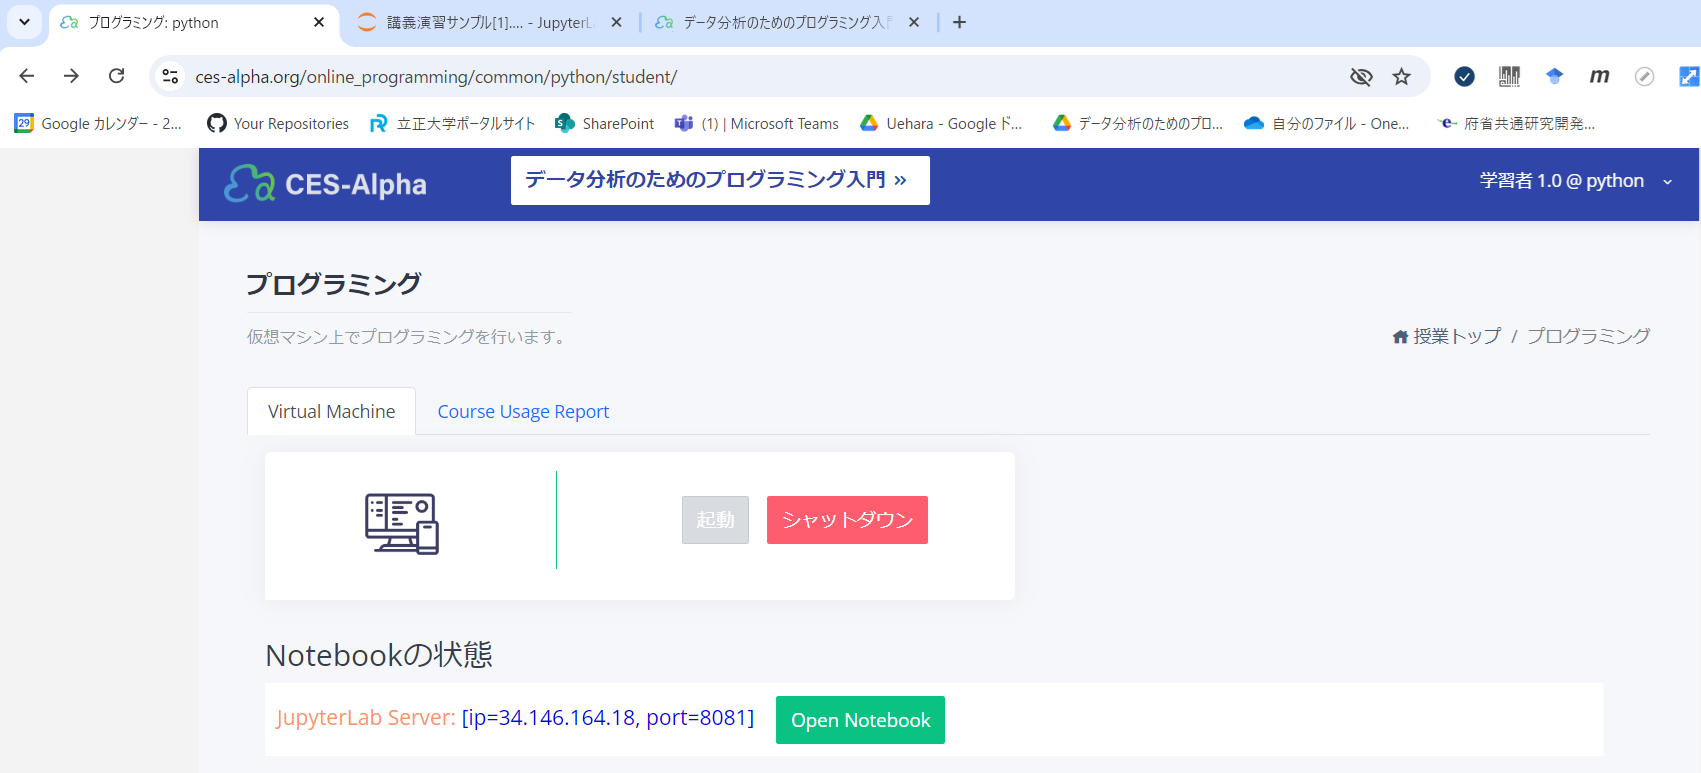 プログラミング: python
講義演習サンプル[1].... - JupyterLa
データ分析のためのプログラミング入門
ces-alpha.org/online_programming/common/python/student/
Google カレンダー - 2...
Your Repositories
立正大学ポータルサイト
SharePoint
(1) | Microsoft Teams
Uehara - Google ド...
データ分析のためのプロ...
自分のファイル - One...
府省共通研究開発...
CES-Alpha
データ分析のためのプログラミング入門 »
学習者 1.0 @ python
プログラミング
仮想マシン上でプログラミングを行います。
授業トップ / プログラミング
Virtual Machine
Course Usage Report
起動
シャットダウン
Notebookの状態
JupyterLab Server: [ip=34.146.164.18, port=8081]
Open Notebook